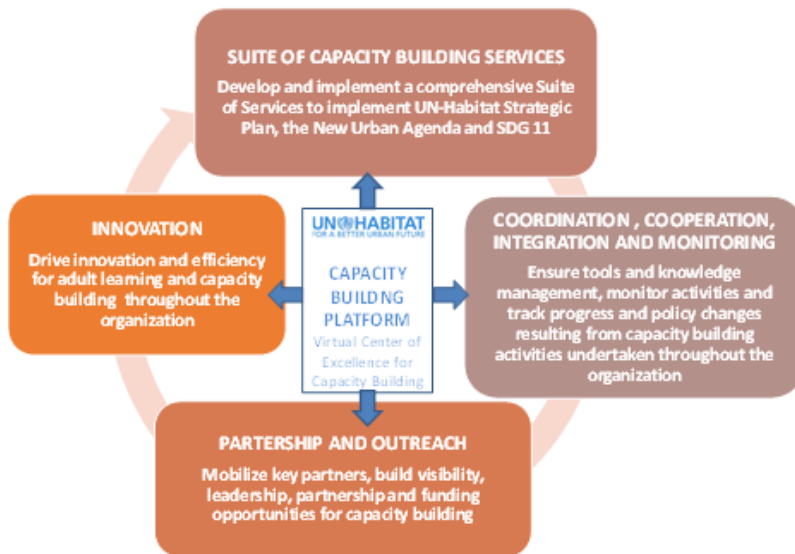 SUITE OF CAPACITY BUILDING SERVICES
Develop and implement a comprehensive Suite
of Services to implement UN-Habitat Strategic
Plan, the New Urban Agenda and SDG 11
INNOVATION
Drive innovation and efficiency
for adult learning and capacity
building throughout the
organization
UN HABITAT
FOR A BETTER URBAN FUTURE
CAPACITY
BUILDNG
PLATFORM
Virtual Center of
Excellence for
Capacity Building
COORDINATION , COOPERATION,
INTEGRATION AND MONITORING
Ensure tools and knowledge
management, monitor activities and
track progress and policy changes
resulting from capacity building
activities undertaken throughout the
organization
PARTERSHIP AND OUTREACH
Mobilize key partners, build visibility,
leadership, partnership and funding
opportunities for capacity building